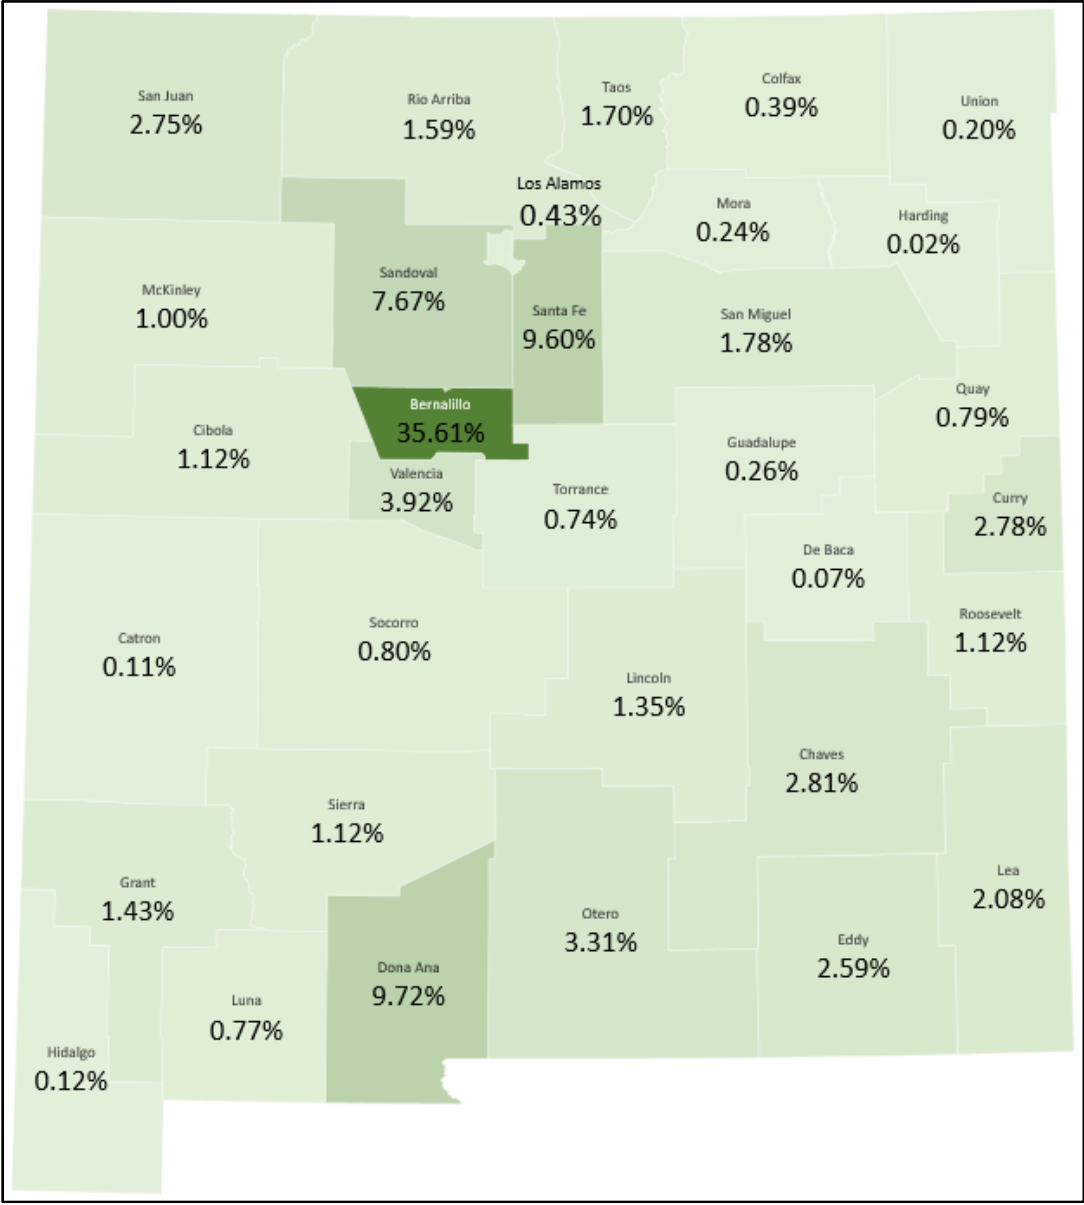 San Juan
2.75%
Rio Arriba
1.59%
Taos
1.70%
Colfax
0.39%
Union
0.20%
Los Alamos
0.43%
Mora
0.24%
Harding
0.02%
McKinley
1.00%
Sandoval
7.67%
Santa Fe
9.60%
San Miguel
1.78%
Quay
0.79%
Bernalillo
35.61%
Cibola
1.12%
Valencia
3.92%
Guadalupe
0.26%
Torrance
0.74%
Curry
2.78%
De Baca
0.07%
Catron
0.11%
Socorro
0.80%
Roosevelt
1.12%
Lincoln
1.35%
Chaves
2.81%
Sierra
1.12%
Grant
1.43%
Otero
3.31%
Lea
2.08%
Eddy
2.59%
Dona Ana
9.72%
Luna
0.77%
Hidalgo
0.12%